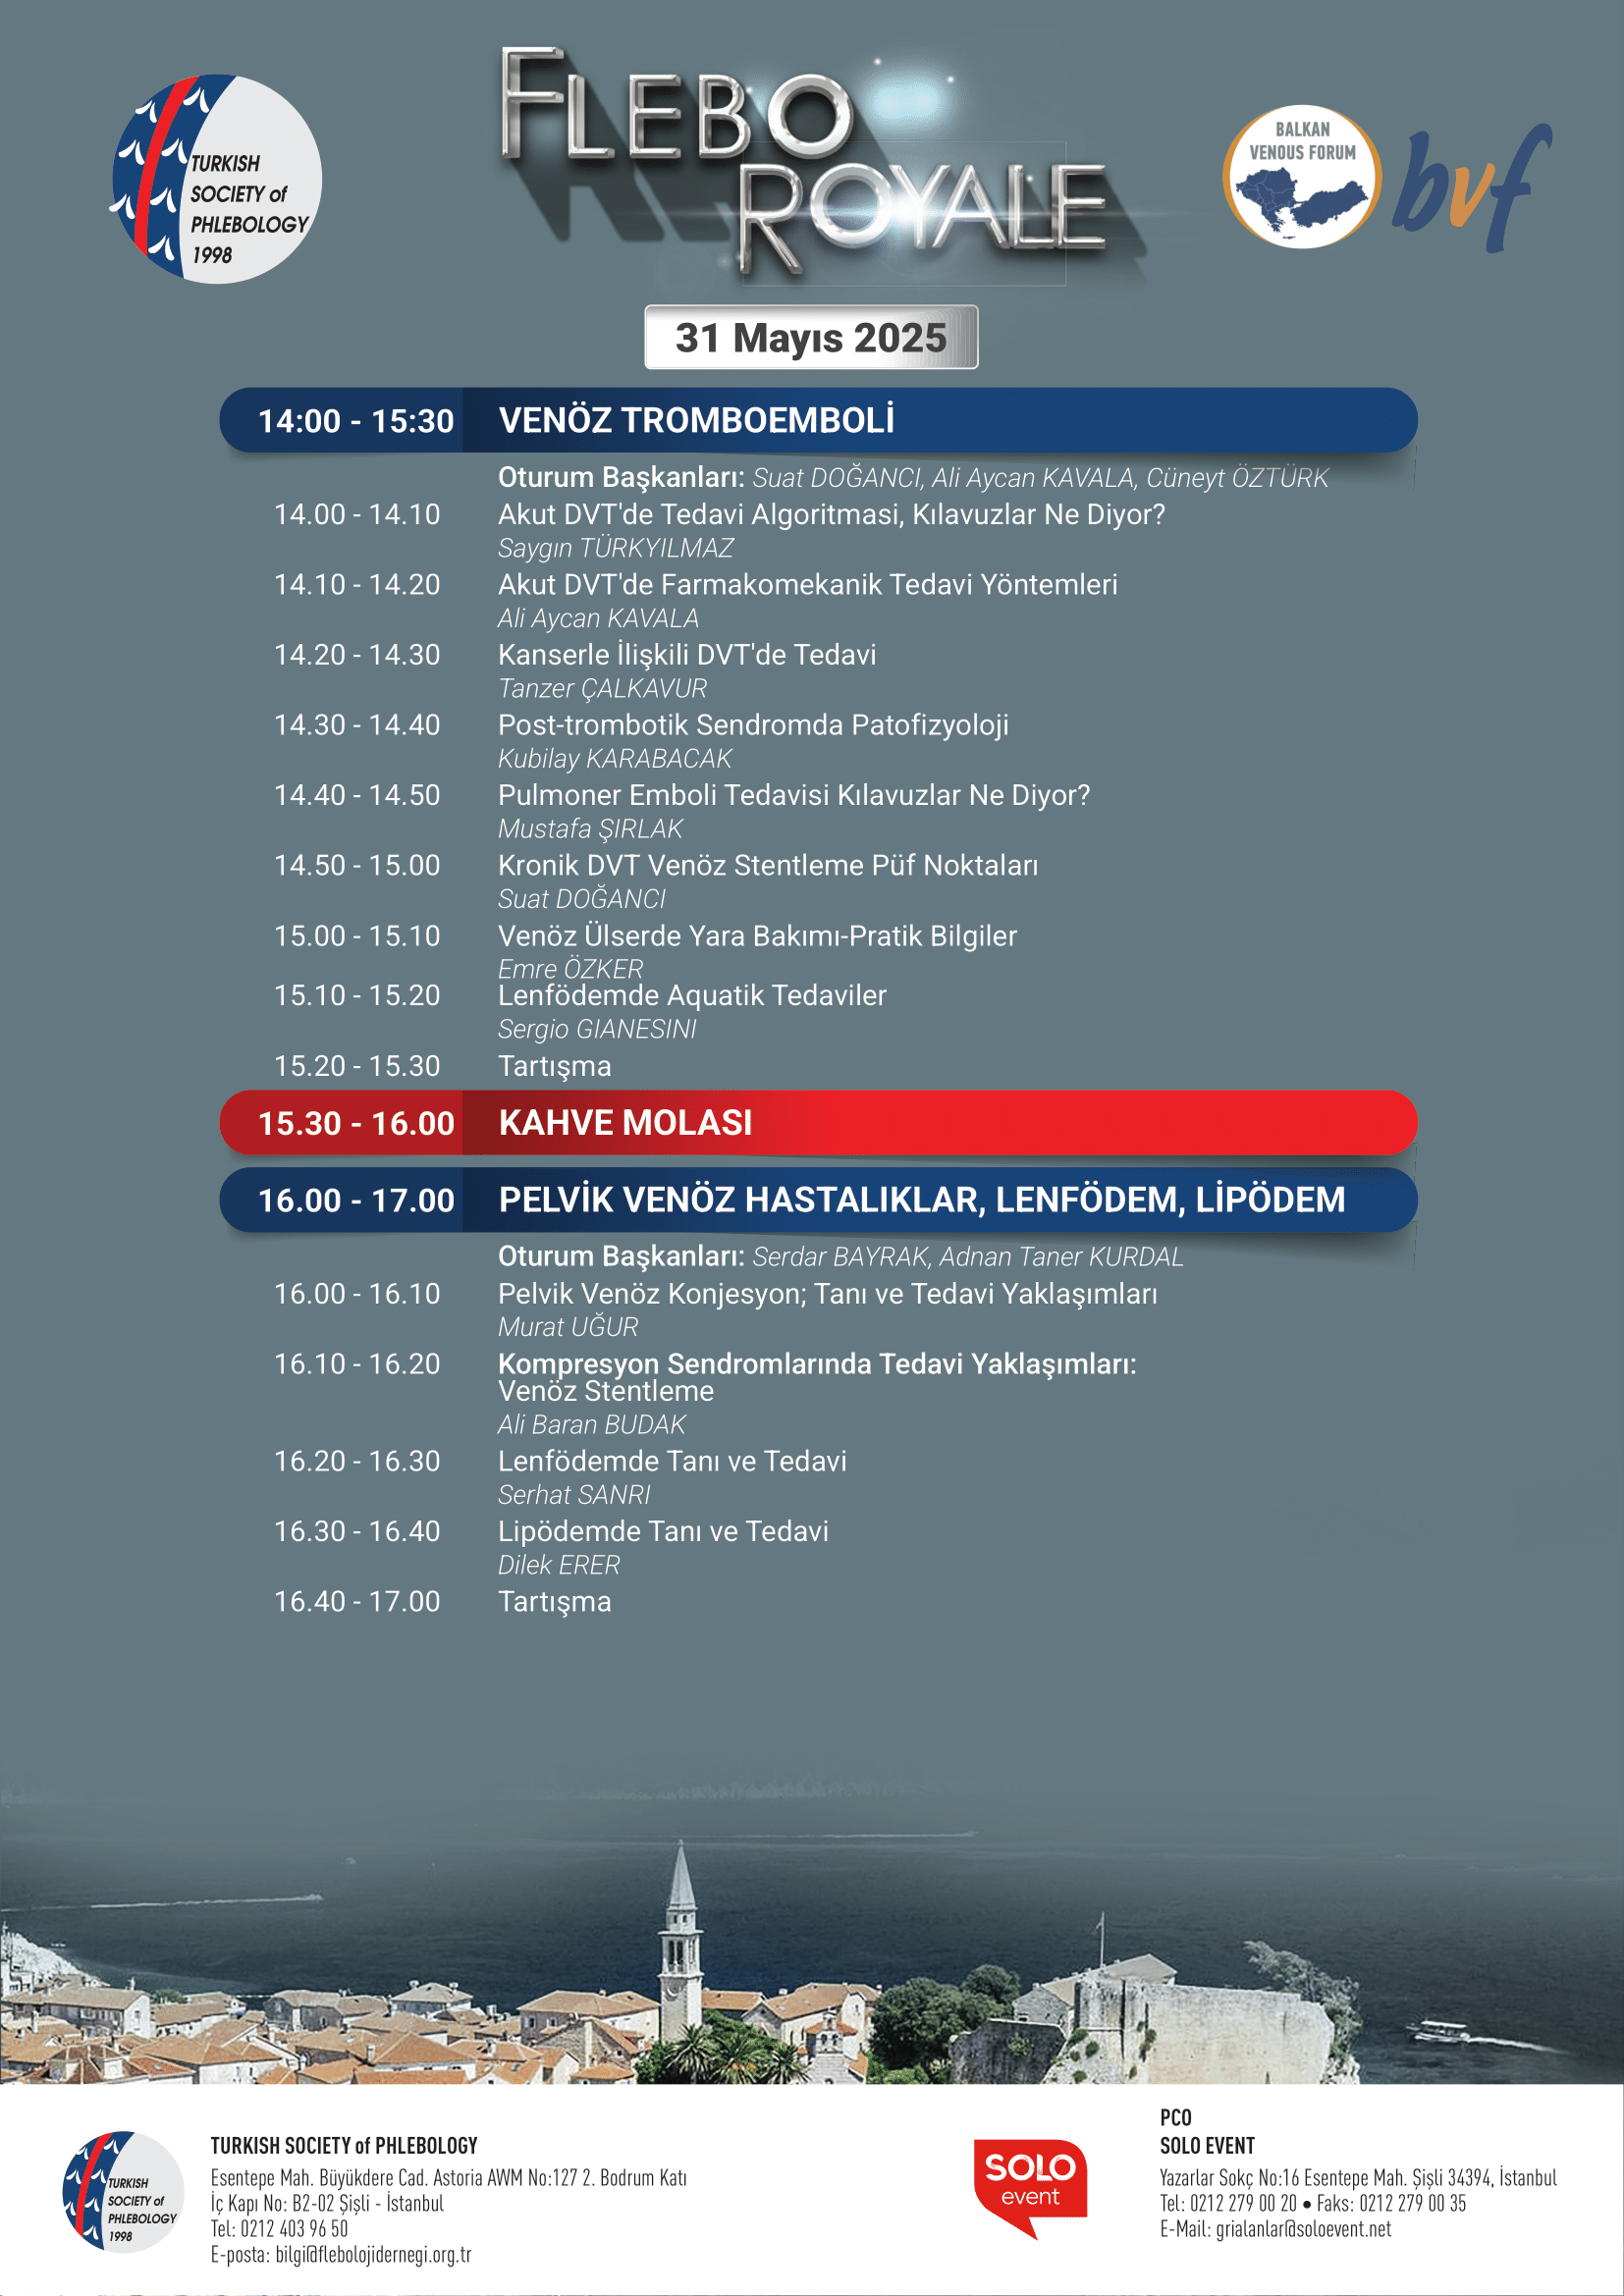 TURKISH
SOCIETY of
PHLEBOLOGY
1998
FLEBO
ROYALE
BALKAN
VENOUS FORUM
bvf
31 Mayıs 2025
14:00 - 15:30 VENÖZ TROMBOEMBOLİ
Oturum Başkanları: Suat DOĞANCI, Ali Aycan KAVALA, Cüneyt ÖZTÜRK
14.00 - 14.10 Akut DVT'de Tedavi Algoritması, Kılavuzlar Ne Diyor?
Saygın TÜRKYILMAZ
14.10 - 14.20 Akut DVT'de Farmakomekanik Tedavi Yöntemleri
Ali Aycan KAVALA
14.20 - 14.30 Kanserle İlişkili DVT'de Tedavi
Tanzer ÇALKAVUR
14.30 - 14.40 Post-trombotik Sendromda Patofizyoloji
Kubilay KARABACAK
14.40 - 14.50 Pulmoner Emboli Tedavisi Kılavuzlar Ne Diyor?
Mustafa ŞIRLAK
14.50 - 15.00 Kronik DVT Venöz Stentleme Püf Noktaları
Suat DOĞANCI
15.00 - 15.10 Venöz Ülserde Yara Bakımı-Pratik Bilgiler
Emre ÖZKER
15.10 - 15.20 Lenfödemde Aquatik Tedaviler
Sergio GIANESINI
15.20 - 15.30 Tartışma
15.30 - 16.00 KAHVE MOLASI
16.00 - 17.00 PELVİK VENÖZ HASTALIKLAR, LENFÖDEM, LİPÖDEM
Oturum Başkanları: Serdar BAYRAK, Adnan Taner KURDAL
16.00 - 16.10 Pelvik Venöz Konjesyon; Tanı ve Tedavi Yaklaşımları
Murat UĞUR
16.10 - 16.20 Kompresyon Sendromlarında Tedavi Yaklaşımları:
Venöz Stentleme
Ali Baran BUDAK
16.20 - 16.30 Lenfödemde Tanı ve Tedavi
Serhat SANRI
16.30 - 16.40 Lipödemde Tanı ve Tedavi
Dilek ERER
16.40 - 17.00 Tartışma
TURKISH
SOCIETY of
PHLEBOLOGY
1998
TURKISH SOCIETY of PHLEBOLOGY
Esentepe Mah. Büyükdere Cad. Astoria AWM No:127 2. Bodrum Katı
İç Kapı No: B2-02 Şişli - İstanbul
Tel: 0212 403 96 50
E-posta: bilgi@flebolojidernegi.org.tr
SOLO
event
PCO
SOLO EVENT
Yazarlar Sokç No:16 Esentepe Mah. Şişli 34394, İstanbul
Tel: 0212 279 00 20 • Faks: 0212 279 00 35
E-Mail: grialanlar@soloevent.net